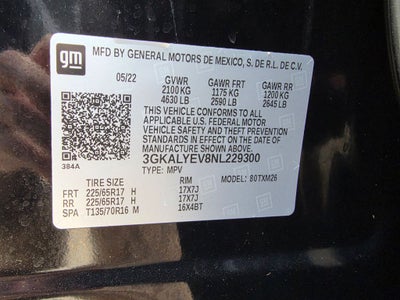 gm
MFD BY GENERAL MOTORS DE MEXICO, S. DE R.L. DE C.V.
05/22 GVWR GAWR FRT GAWR RR
2100 KG 1175 KG 1200 KG
4630 LB 2590 LB 2645 LB
THIS VEHICLE CONFORMS TO ALL
APPLICABLE U.S. FEDERAL MOTOR
VEHICLE SAFETY AND THEFT PREVENTION
STANDARDS IN EFFECT ON THE DATE OF
MANUFACTURE SHOWN ABOVE.
384A
3GKALYEV8NL229300
TYPE: MPV
TIRE SIZE RIM 80TXM26
FRT 225/65R17 H 17X7J
RR 225/65R17 H 17X7J
SPA T135/70R16 M 16X4BT